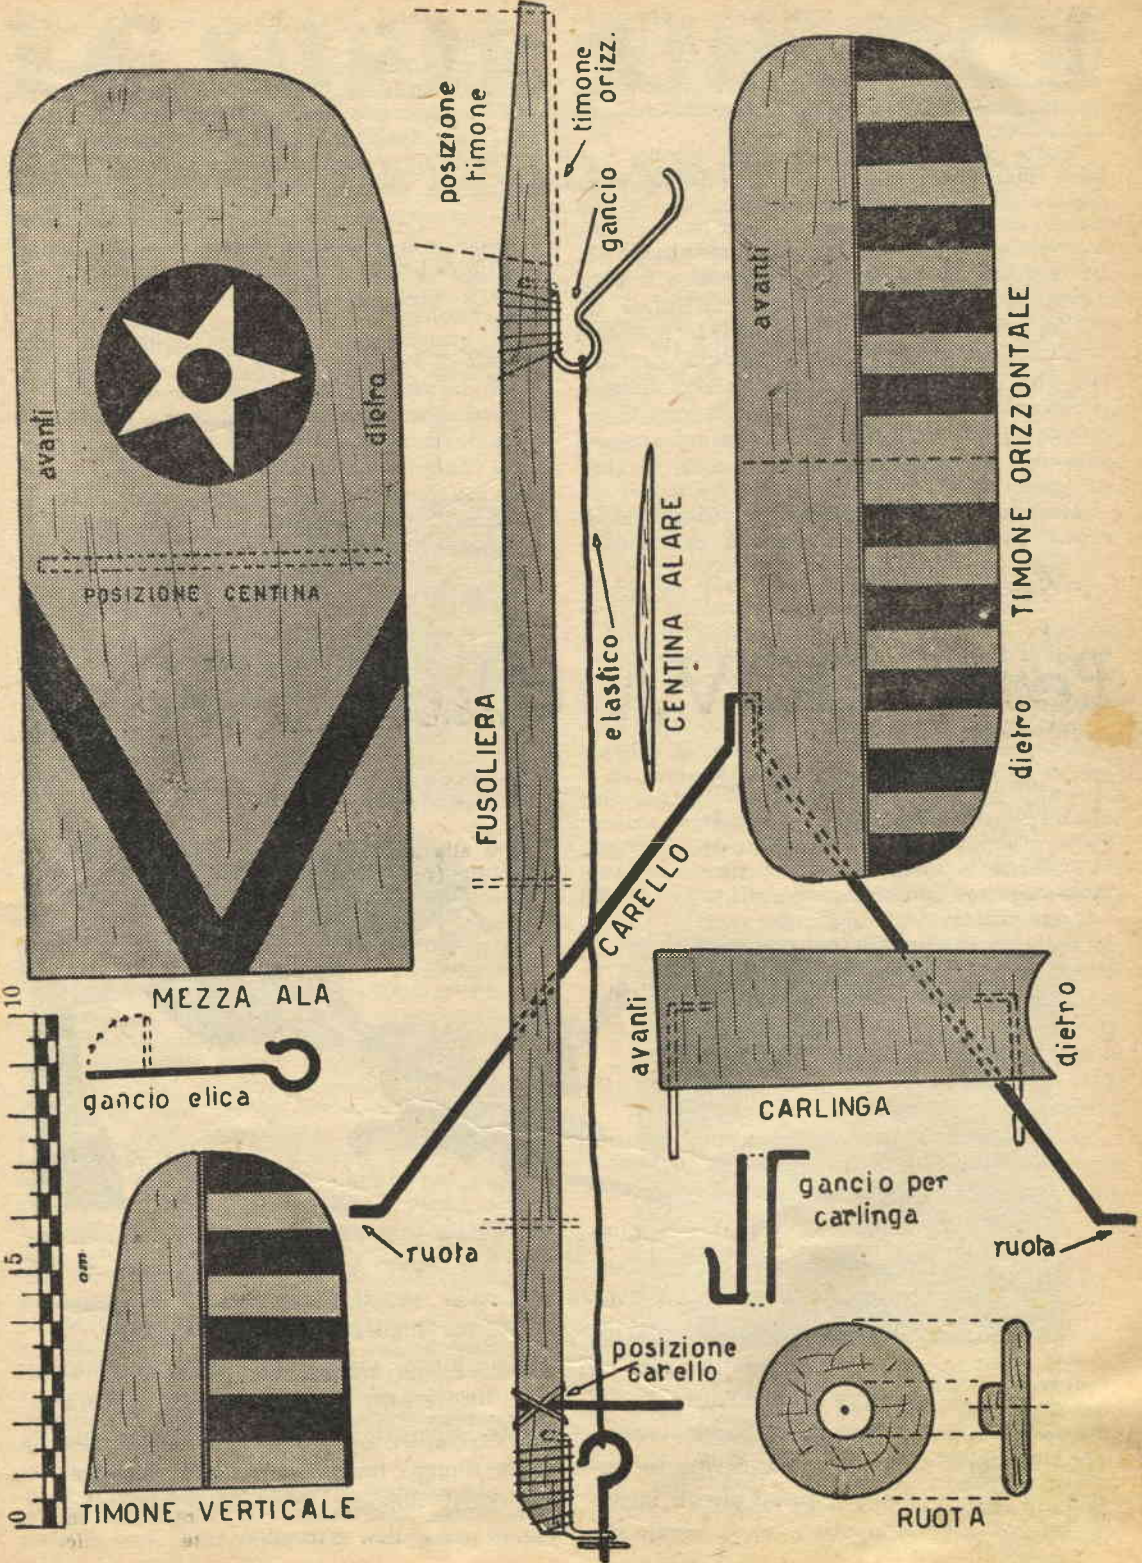 avanti
dietro
POSIZIONE CENTINA
MEZZA ALA
10
5
0
cm
gancio elica
TIMONE VERTICALE
posizione
timone
timone
orizz.
gancio
FUSOLIERA
elastico
CENTINA ALARE
CARELLO
ruota
posizione
carello
avanti
dietro
TIMONE ORIZZONTALE
avanti
dietro
CARLINGA
gancio per
carlinga
ruota
RUOTA